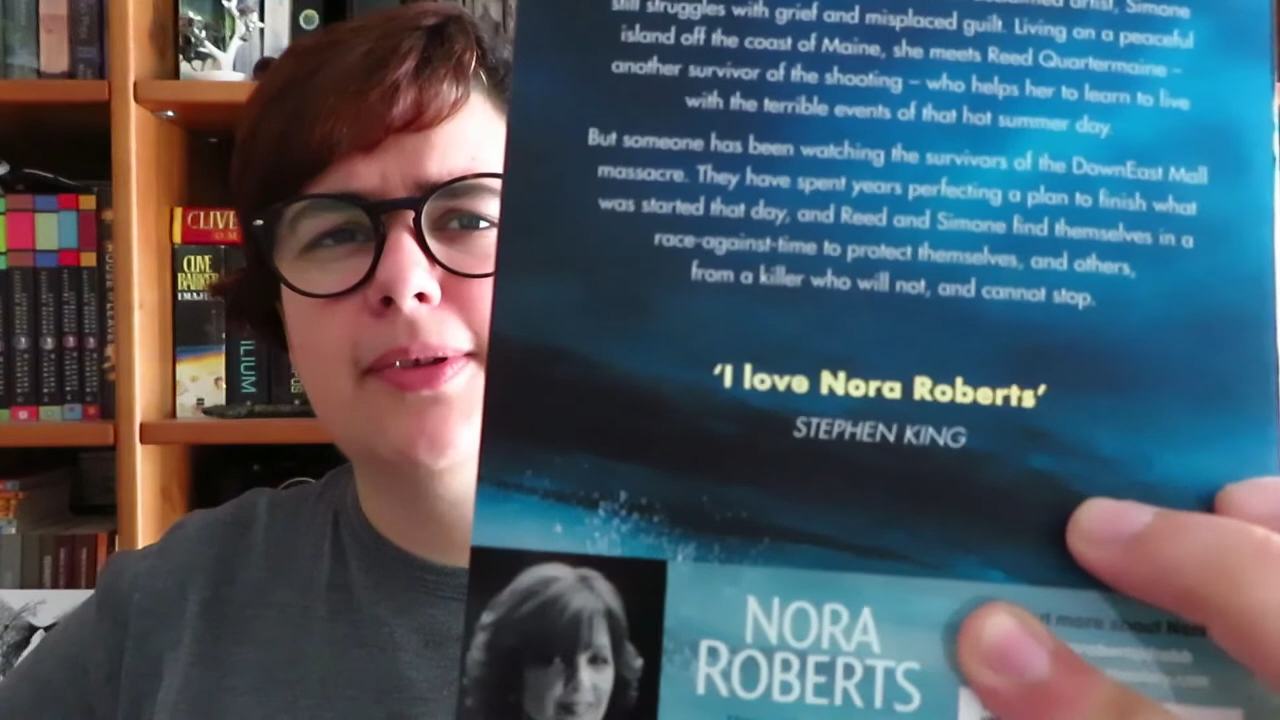 artist, Simone
still struggles with grief and misplaced guilt. Living on a peaceful
island off the coast of Maine, she meets Reed Quartermaine –
another survivor of the shooting – who helps her to learn to live
with the terrible events of that hot summer day.
But someone has been watching the survivors of the DownEast Mall
massacre. They have spent years perfecting a plan to finish what
was started that day, and Reed and Simone find themselves in a
race-against-time to protect themselves, and others,
from a killer who will not, and cannot stop.
'I love Nora Roberts'
STEPHEN KING
NORA
ROBERTS
more about
CLIVE
CLIVE
BARKER
ILIUM